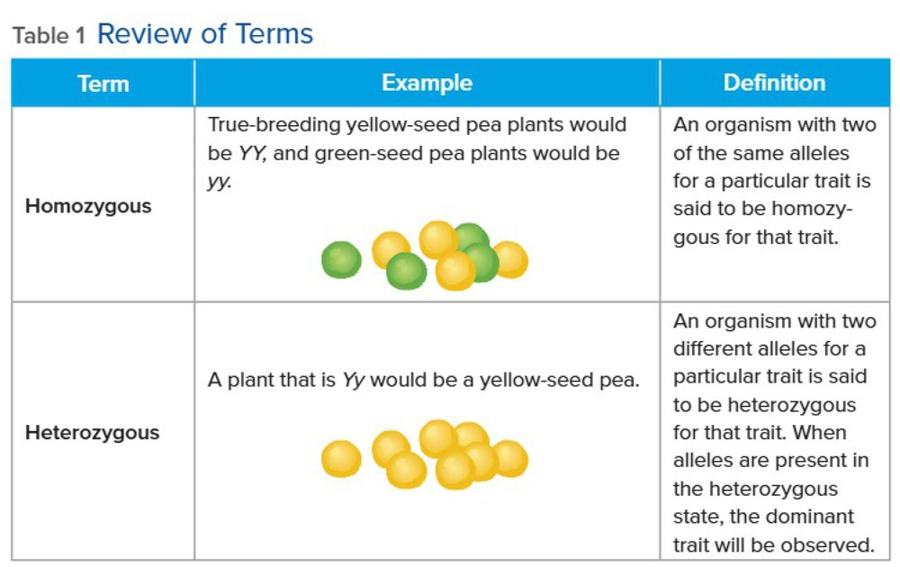 Table 1 Review of Terms
Term
Example
Definition
Homozygous
True-breeding yellow-seed pea plants would
be YY, and green-seed pea plants would be
yy.
An organism with two
of the same alleles
for a particular trait is
said to be homozy-
gous for that trait.
Heterozygous
A plant that is Yy would be a yellow-seed pea.
An organism with two
different alleles for a
particular trait is said
to be heterozygous
for that trait. When
alleles are present in
the heterozygous
state, the dominant
trait will be observed.